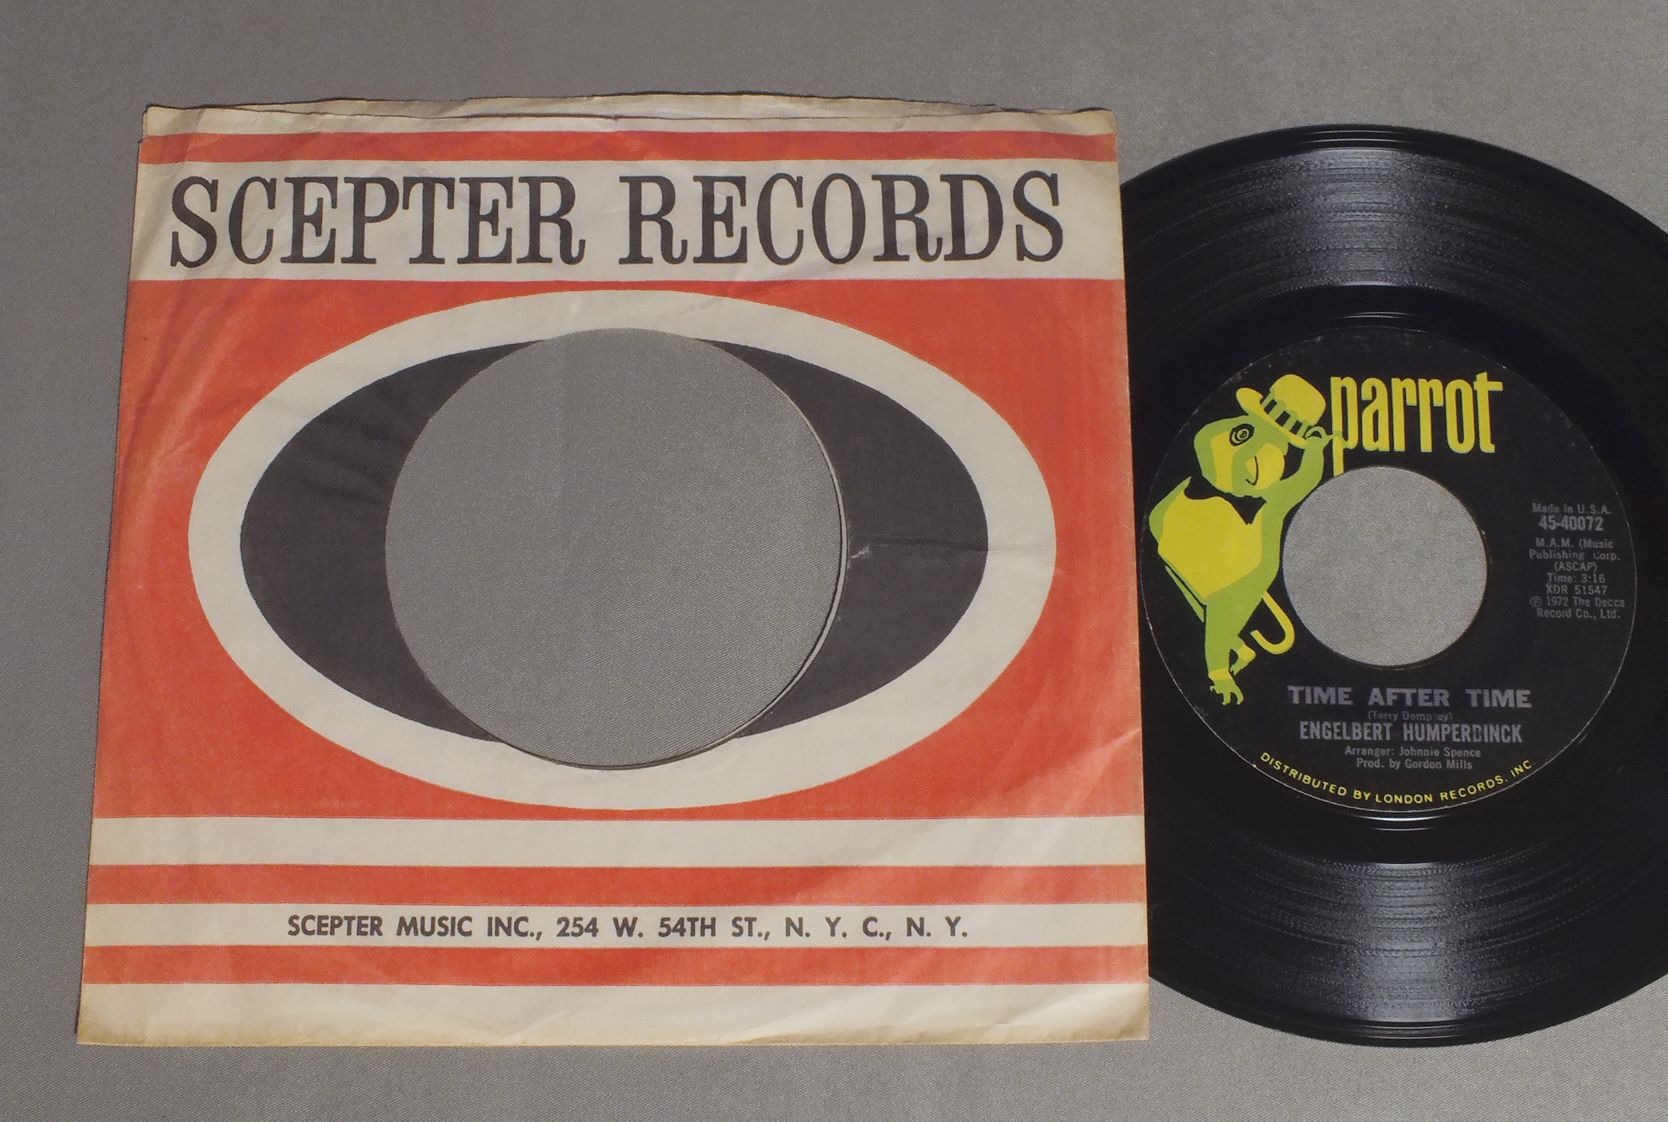 SCEPTER RECORDS
SCEPTER MUSIC INC., 254 W. 54TH ST., N. Y. C., N. Y.
parrot
Made in U.S.A.
45-40072
M.A.M. (Music
Publishing Corp.
(ASCAP)
Time: 3:16
XDR 51547
℗ 1972 The Decca
Record Co., Ltd.
TIME AFTER TIME
(Terry Dempsey)
ENGELBERT HUMPERDINCK
Arranger: Johnnie Spence
Prod. by Gordon Mills
DISTRIBUTED BY LONDON RECORDS, INC.